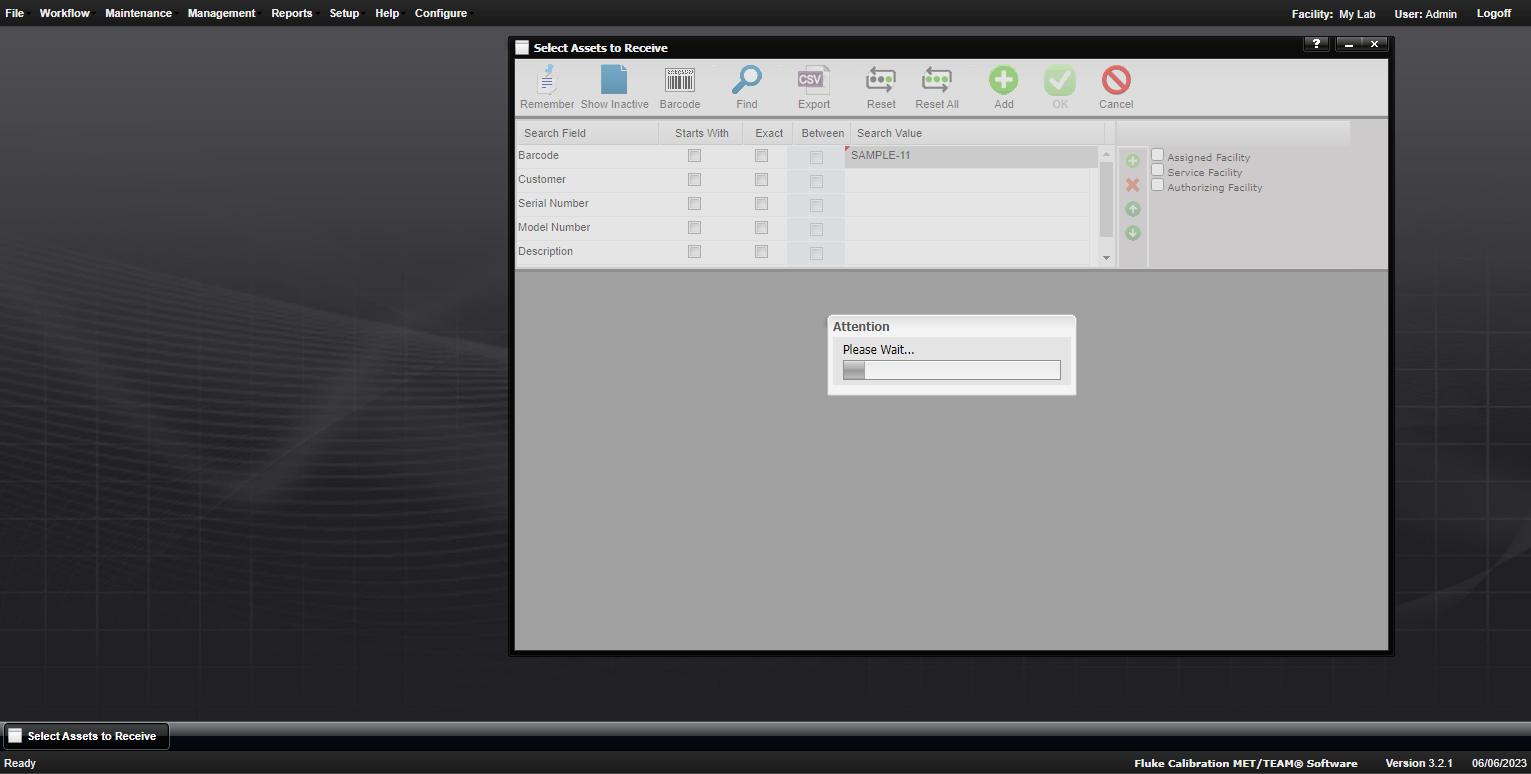 File Workflow Maintenance Management Reports Setup Help Configure Facility: My Lab User: Admin Logoff
Select Assets to Receive ?
Remember Show Inactive Barcode Find CSV Export Reset Reset All Add OK Cancel
Search Field Starts With Exact Between Search Value
Barcode SAMPLE-11 Assigned Facility
Service Facility
Customer Authorizing Facility
Serial Number
Model Number
Description
Attention
Please Wait...
Select Assets to Receive
Ready Fluke Calibration MET/TEAM® Software Version 3.2.1 06/06/2023